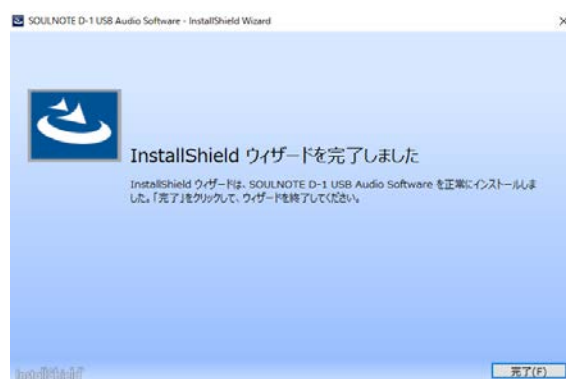 SOULNOTE D-1 USB Audio Software - InstallShield Wizard
InstallShield ウィザードを完了しました
InstallShield ウィザードは、SOULNOTE D-1 USB Audio Software を正常にインストールしま
した。「完了」をクリックして、ウィザードを終了してください。
InstallShield
完了(F)